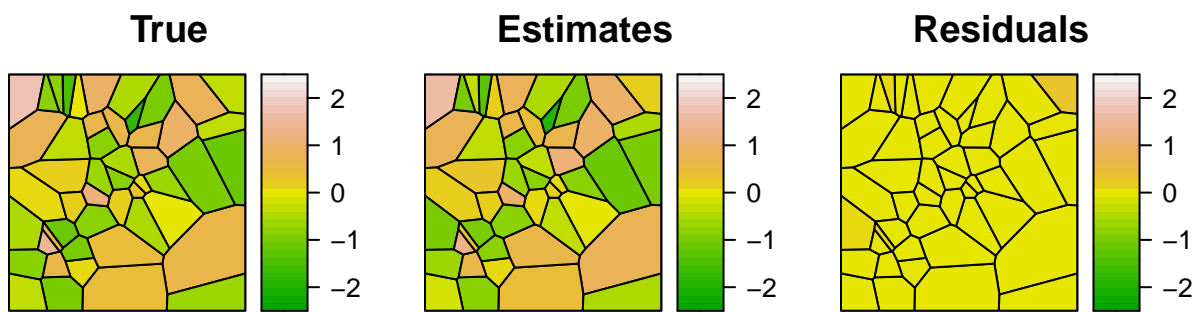 True Estimates Residuals
2 2 2
1 1 1
0 0 0
−1 −1 −1
−2 −2 −2